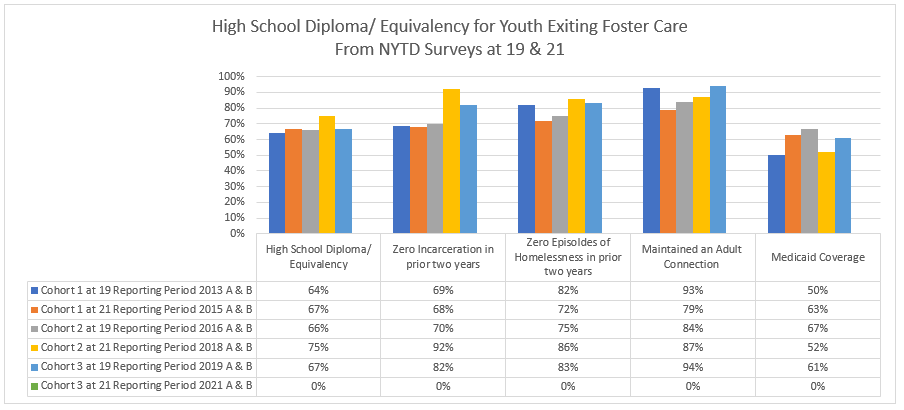 High School Diploma/ Equivalency for Youth Exiting Foster Care
From NYTD Surveys at 19 & 21
100%
90%
80%
70%
60%
50%
40%
30%
20%
10%
0%
High School Diploma/
Equivalency
Zero Incarceration in
prior two years
Zero Episoldes of
Homelessness in prior
two years
Maintained an Adult
Connection
Medicaid Coverage
Cohort 1 at 19 Reporting Period 2013 A & B 64% 69% 82% 93% 50%
Cohort 1 at 21 Reporting Period 2015 A & B 67% 68% 72% 79% 63%
Cohort 2 at 19 Reporting Period 2016 A & B 66% 70% 75% 84% 67%
Cohort 2 at 21 Reporting Period 2018 A & B 75% 92% 86% 87% 52%
Cohort 3 at 19 Reporting Period 2019 A & B 67% 82% 83% 94% 61%
Cohort 3 at 21 Reporting Period 2021 A & B 0% 0% 0% 0% 0%